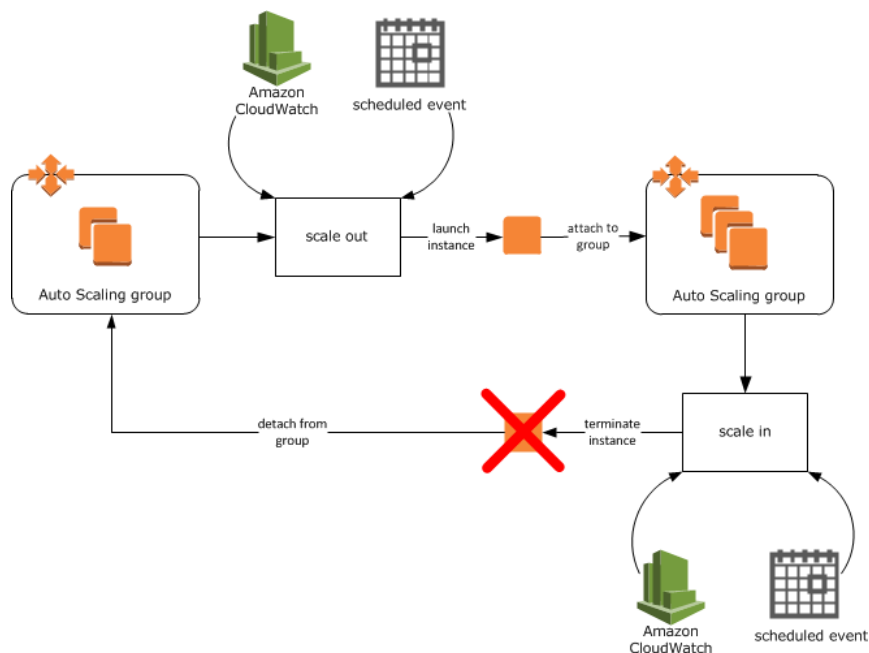 Amazon
CloudWatch
scheduled event
scale out
launch
instance
attach to
group
Auto Scaling group
Auto Scaling group
detach from
group
terminate
instance
scale in
Amazon
CloudWatch
scheduled event